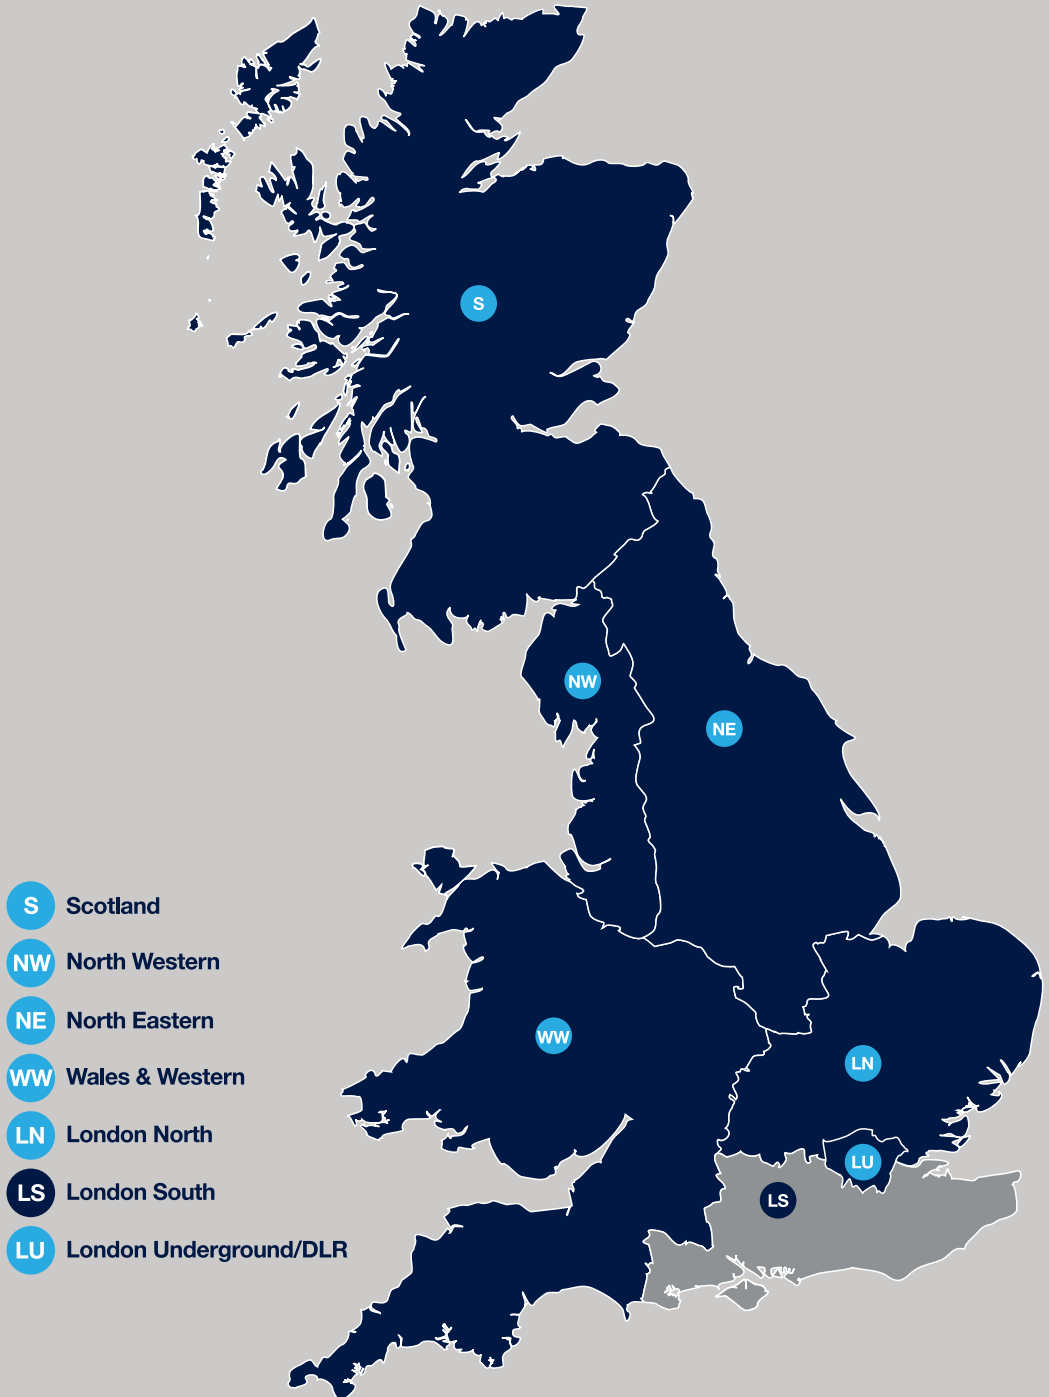 S
NW
NE
WW
LN
LU
LS
S Scotland
NW North Western
NE North Eastern
WW Wales & Western
LN London North
LS London South
LU London Underground/DLR